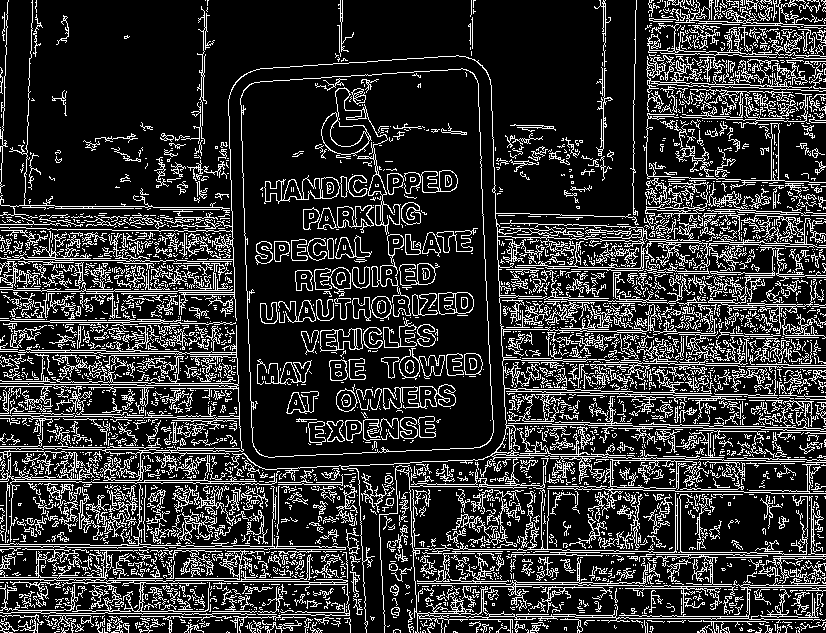 HANDICAPPED
PARKING
SPECIAL PLATE
REQUIRED
UNAUTHORIZED
VEHICLES
MAY BE TOWED
AT OWNERS
EXPENSE